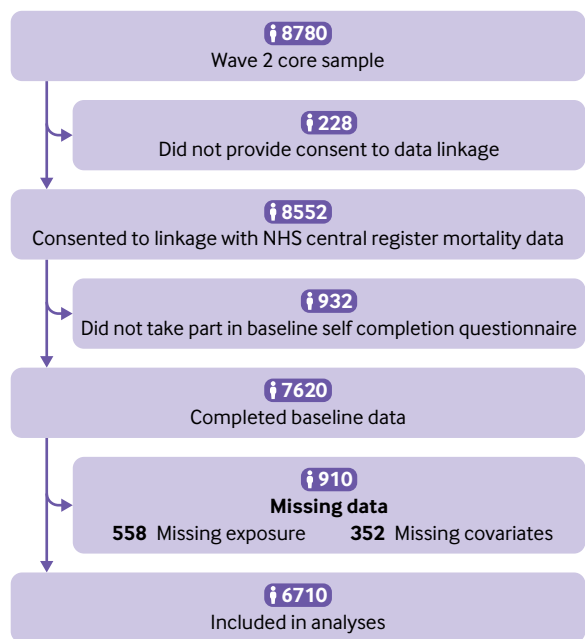 8780
Wave 2 core sample
228
Did not provide consent to data linkage
8552
Consented to linkage with NHS central register mortality data
932
Did not take part in baseline self completion questionnaire
7620
Completed baseline data
910
Missing data
558 Missing exposure 352 Missing covariates
6710
Included in analyses